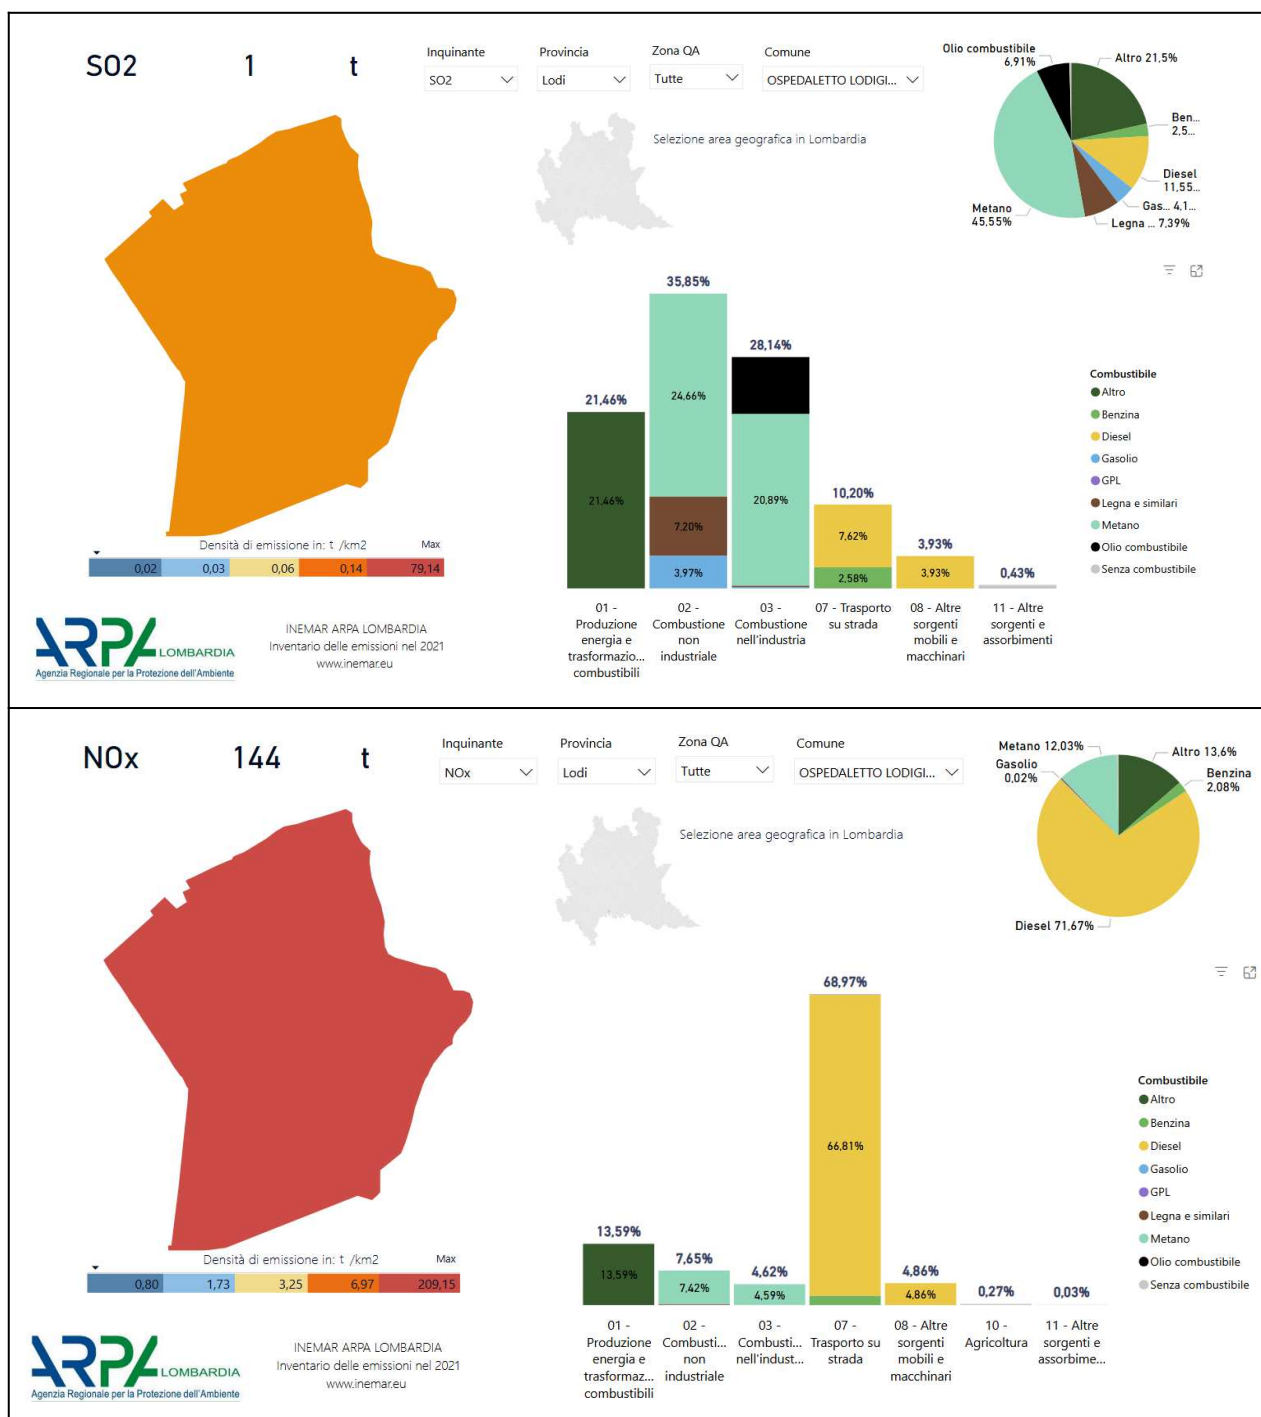 SO2 1 t
Inquinante
SO2
Provincia
Lodi
Zona QA
Tutte
Comune
OSPEDALETTO LODIGI...
Selezione area geografica in Lombardia
Olio combustibile
6,91%
Altro 21,5%
Ben...
2,5...
Diesel
11,55...
Gas... 4,1...
Legna ... 7,39%
Metano
45,55%
35,85%
28,14%
21,46%
10,20%
3,93%
0,43%
24,66%
20,89%
21,46%
7,20%
7,62%
3,97%
2,58%
3,93%
01 -
Produzione
energia e
trasformazio...
combustibili
02 -
Combustione
non
industriale
03 -
Combustione
nell'industria
07 - Trasporto
su strada
08 - Altre
sorgenti
mobili e
macchinari
11 - Altre
sorgenti e
assorbimenti
Combustibile
Altro
Benzina
Diesel
Gasolio
GPL
Legna e similari
Metano
Olio combustibile
Senza combustibile
Densità di emissione in: t /km2 Max
0,02 0,03 0,06 0,14 79,14
ARPA LOMBARDIA
Agenzia Regionale per la Protezione dell'Ambiente
INEMAR ARPA LOMBARDIA
Inventario delle emissioni nel 2021
www.inemar.eu
NOx 144 t
Inquinante
NOx
Provincia
Lodi
Zona QA
Tutte
Comune
OSPEDALETTO LODIGI...
Selezione area geografica in Lombardia
Metano 12,03%
Gasolio
0,02%
Altro 13,6%
Benzina
2,08%
Diesel 71,67%
68,97%
13,59%
7,65%
4,62%
4,86%
0,27%
0,03%
66,81%
13,59%
7,42%
4,59%
4,86%
01 -
Produzione
energia e
trasformaz...
combustibili
02 -
Combusti...
non
industriale
03 -
Combusti...
nell'indust...
07 -
Trasporto su
strada
08 - Altre
sorgenti
mobili e
macchinari
10 -
Agricoltura
11 - Altre
sorgenti e
assorbime...
Combustibile
Altro
Benzina
Diesel
Gasolio
GPL
Legna e similari
Metano
Olio combustibile
Senza combustibile
Densità di emissione in: t /km2 Max
0,80 1,73 3,25 6,97 209,15
ARPA LOMBARDIA
Agenzia Regionale per la Protezione dell'Ambiente
INEMAR ARPA LOMBARDIA
Inventario delle emissioni nel 2021
www.inemar.eu